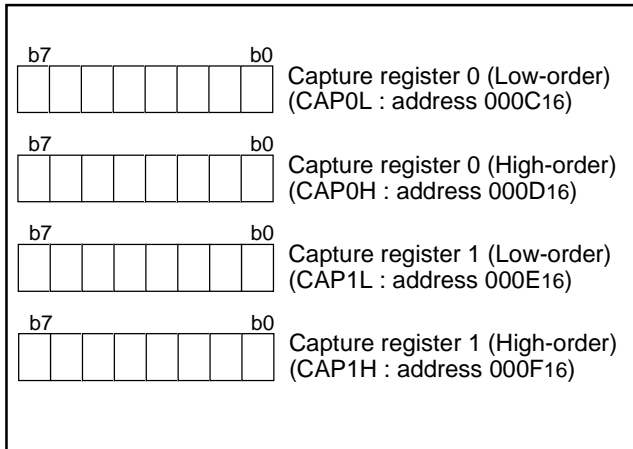 b7 b0
Capture register 0 (Low-order)
(CAP0L : address 000C16)
b7 b0
Capture register 0 (High-order)
(CAP0H : address 000D16)
b7 b0
Capture register 1 (Low-order)
(CAP1L : address 000E16)
b7 b0
Capture register 1 (High-order)
(CAP1H : address 000F16)